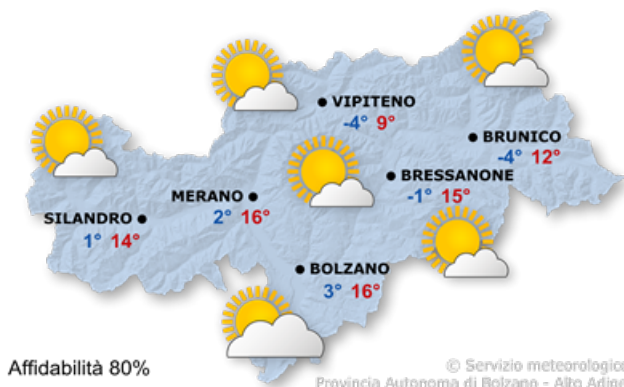 VIPITENO
-4° 9°
BRUNICO
-4° 12°
BRESSANONE
-1° 15°
MERANO
2° 16°
SILANDRO
1° 14°
BOLZANO
3° 16°
Affidabilità 80%
© Servizio meteorologico
Provincia Autonoma di Bolzano - Alto Adige